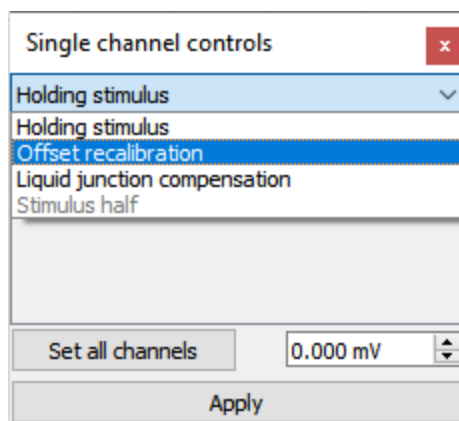 Single channel controls
x
Holding stimulus
Holding stimulus
Offset recalibration
Liquid junction compensation
Stimulus half
Set all channels
0.000 mV
Apply